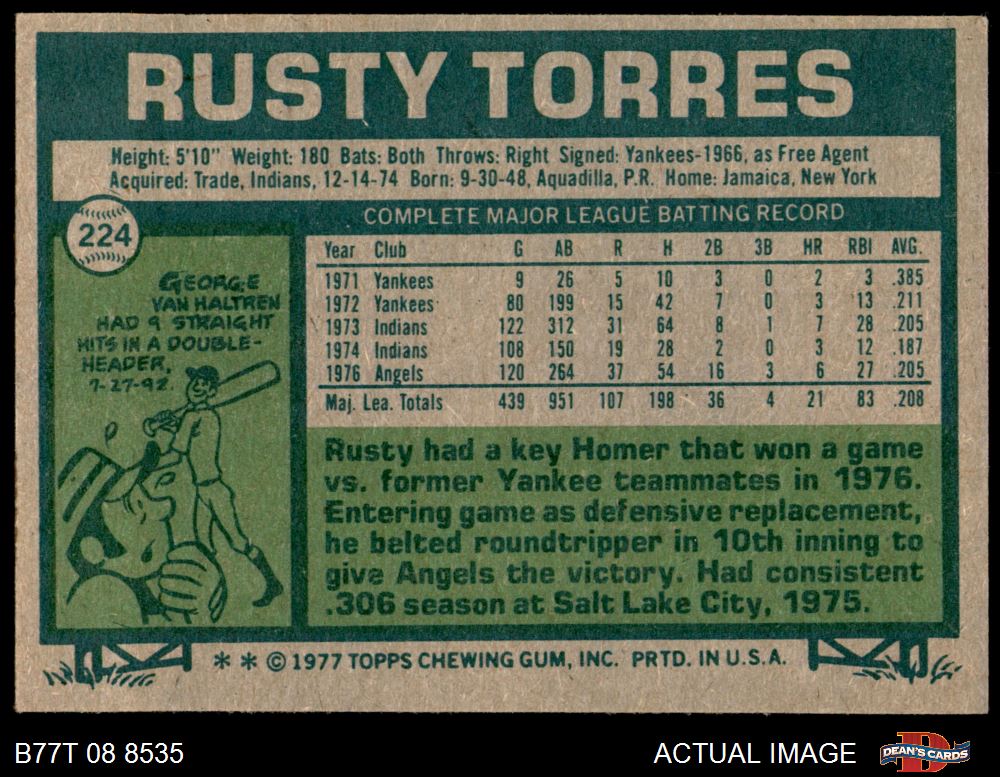 RUSTY TORRES
Height: 5'10" Weight: 180 Bats: Both Throws: Right Signed: Yankees-1966, as Free Agent
Acquired: Trade, Indians, 12-14-74 Born: 9-30-48, Aquadilla, P.R. Home: Jamaica, New York
224
GEORGE
VAN HALTREN
HAD 9 STRAIGHT
HITS IN A DOUBLE-
HEADER,
7-27-92.
COMPLETE MAJOR LEAGUE BATTING RECORD
Year Club G AB R H 2B 3B HR RBI AVG.
1971 Yankees 9 26 5 10 3 0 2 3 .385
1972 Yankees 80 199 15 42 7 0 3 13 .211
1973 Indians 122 312 31 64 8 1 7 28 .205
1974 Indians 108 150 19 28 2 0 3 12 .187
1976 Angels 120 264 37 54 16 3 6 27 .205
Maj. Lea. Totals 439 951 107 198 36 4 21 83 .208
Rusty had a key Homer that won a game
vs. former Yankee teammates in 1976.
Entering game as defensive replacement,
he belted roundtripper in 10th inning to
give Angels the victory. Had consistent
.306 season at Salt Lake City, 1975.
* * © 1977 TOPPS CHEWING GUM, INC. PRTD. IN U.S.A.
B77T 08 8535
ACTUAL IMAGE
DEAN'S CARDS